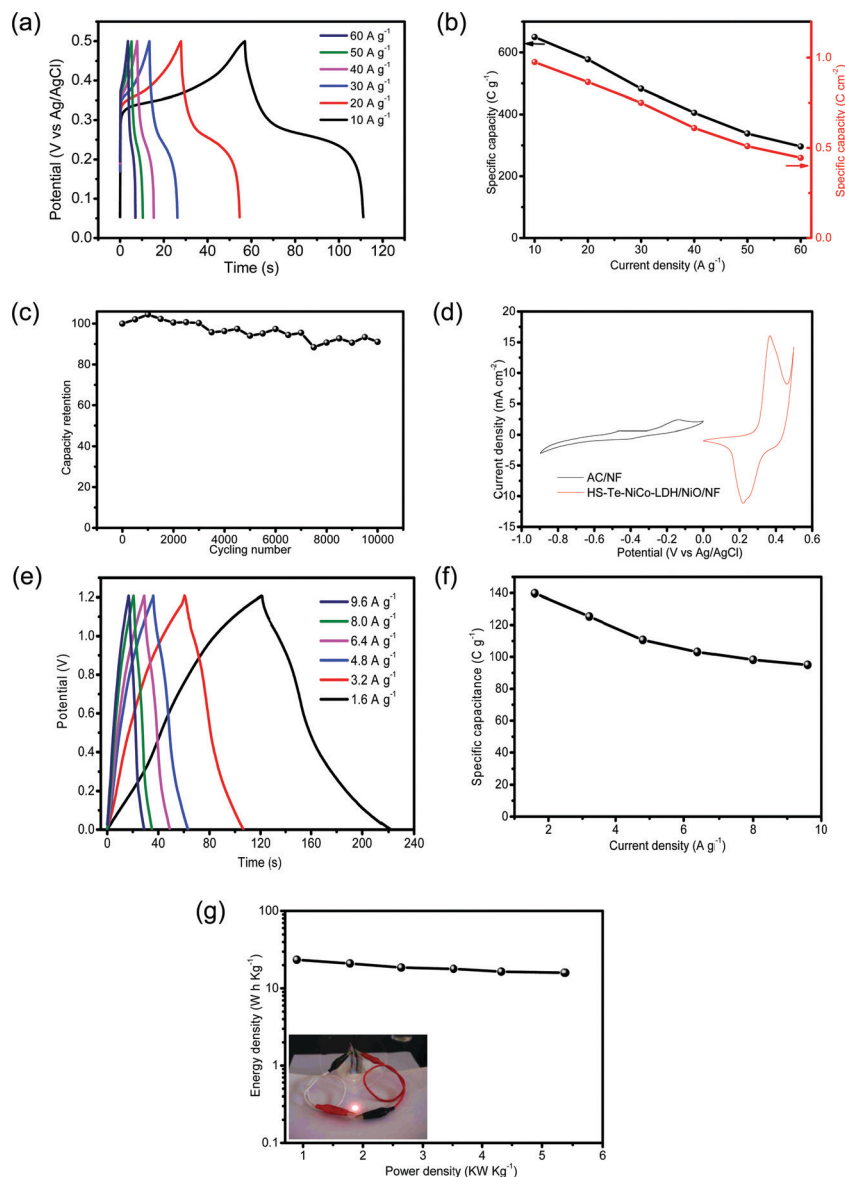 (a)
60 A g⁻¹
50 A g⁻¹
40 A g⁻¹
30 A g⁻¹
20 A g⁻¹
10 A g⁻¹
0.5
0.4
0.3
0.2
0.1
0.0
Potential (V vs Ag/AgCl)
0 20 40 60 80 100 120
Time (s)
(b)
600
400
200
0
Specific capacity (C g⁻¹)
1.0
0.5
0.0
Specific capacity (C cm⁻²)
10 20 30 40 50 60
Current density (A g⁻¹)
(c)
100
80
60
40
20
0
Capacity retention
0 2000 4000 6000 8000 10000
Cycling number
(d)
20
15
10
5
0
-5
-10
-15
Current density (mA cm⁻²)
AC/NF
HS-Te-NiCo-LDH/NiO/NF
-1.0 -0.8 -0.6 -0.4 -0.2 0.0 0.2 0.4 0.6
Potential (V vs Ag/AgCl)
(e)
9.6 A g⁻¹
8.0 A g⁻¹
6.4 A g⁻¹
4.8 A g⁻¹
3.2 A g⁻¹
1.6 A g⁻¹
1.2
1.0
0.8
0.6
0.4
0.2
0.0
Potential (V)
0 40 80 120 160 200 240
Time (s)
(f)
140
120
100
80
60
40
20
0
Specific capacitance (C g⁻¹)
2 4 6 8 10
Current density (A g⁻¹)
(g)
100
10
1
0.1
Energy density (W h Kg⁻¹)
1 2 3 4 5 6
Power density (KW Kg⁻¹)